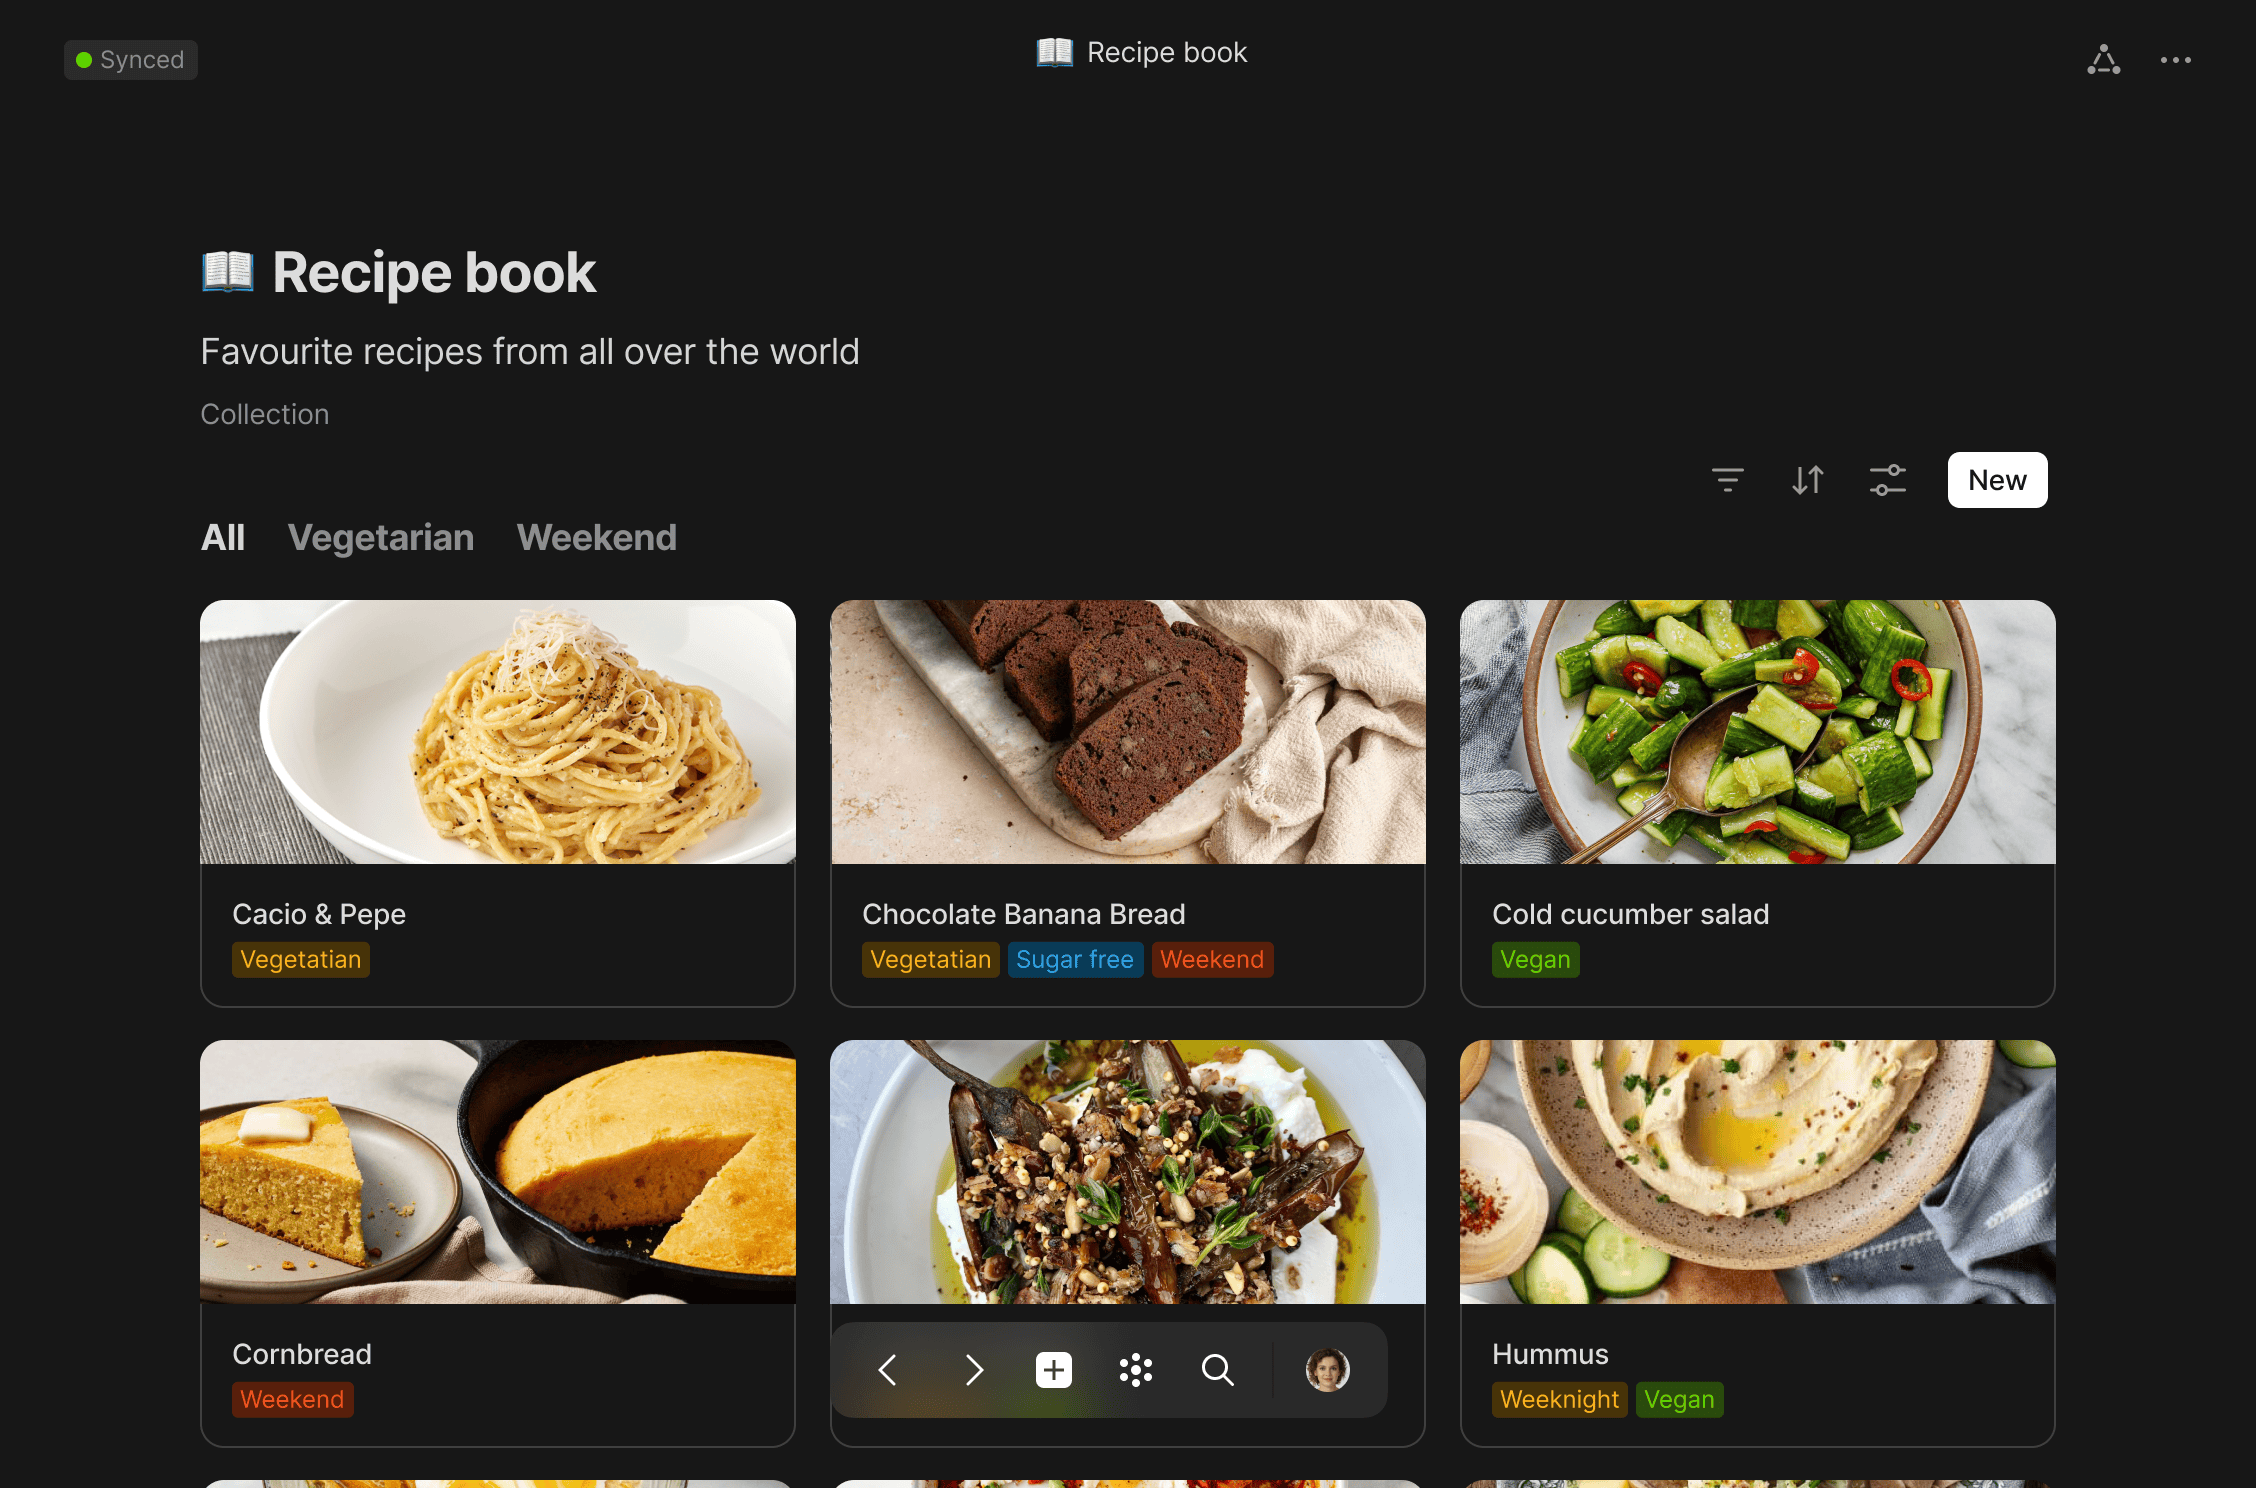 Synced
📖 Recipe book
📖 Recipe book
Favourite recipes from all over the world
Collection
New
All Vegetarian Weekend
Cacio & Pepe
Vegetatian
Chocolate Banana Bread
Vegetatian Sugar free Weekend
Cold cucumber salad
Vegan
Cornbread
Weekend
Hummus
Weeknight Vegan